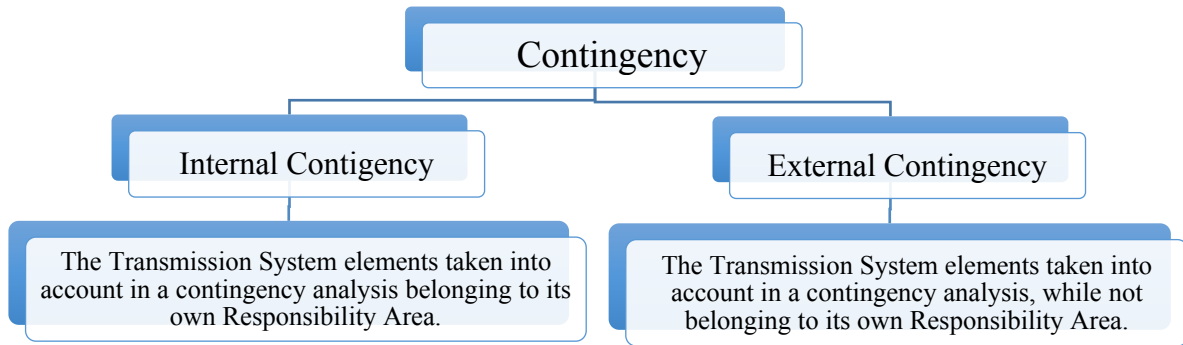 Contingency
Internal Contigency
External Contingency
The Transmission System elements taken into
account in a contingency analysis belonging to its
own Responsibility Area.
The Transmission System elements taken into
account in a contingency analysis, while not
belonging to its own Responsibility Area.